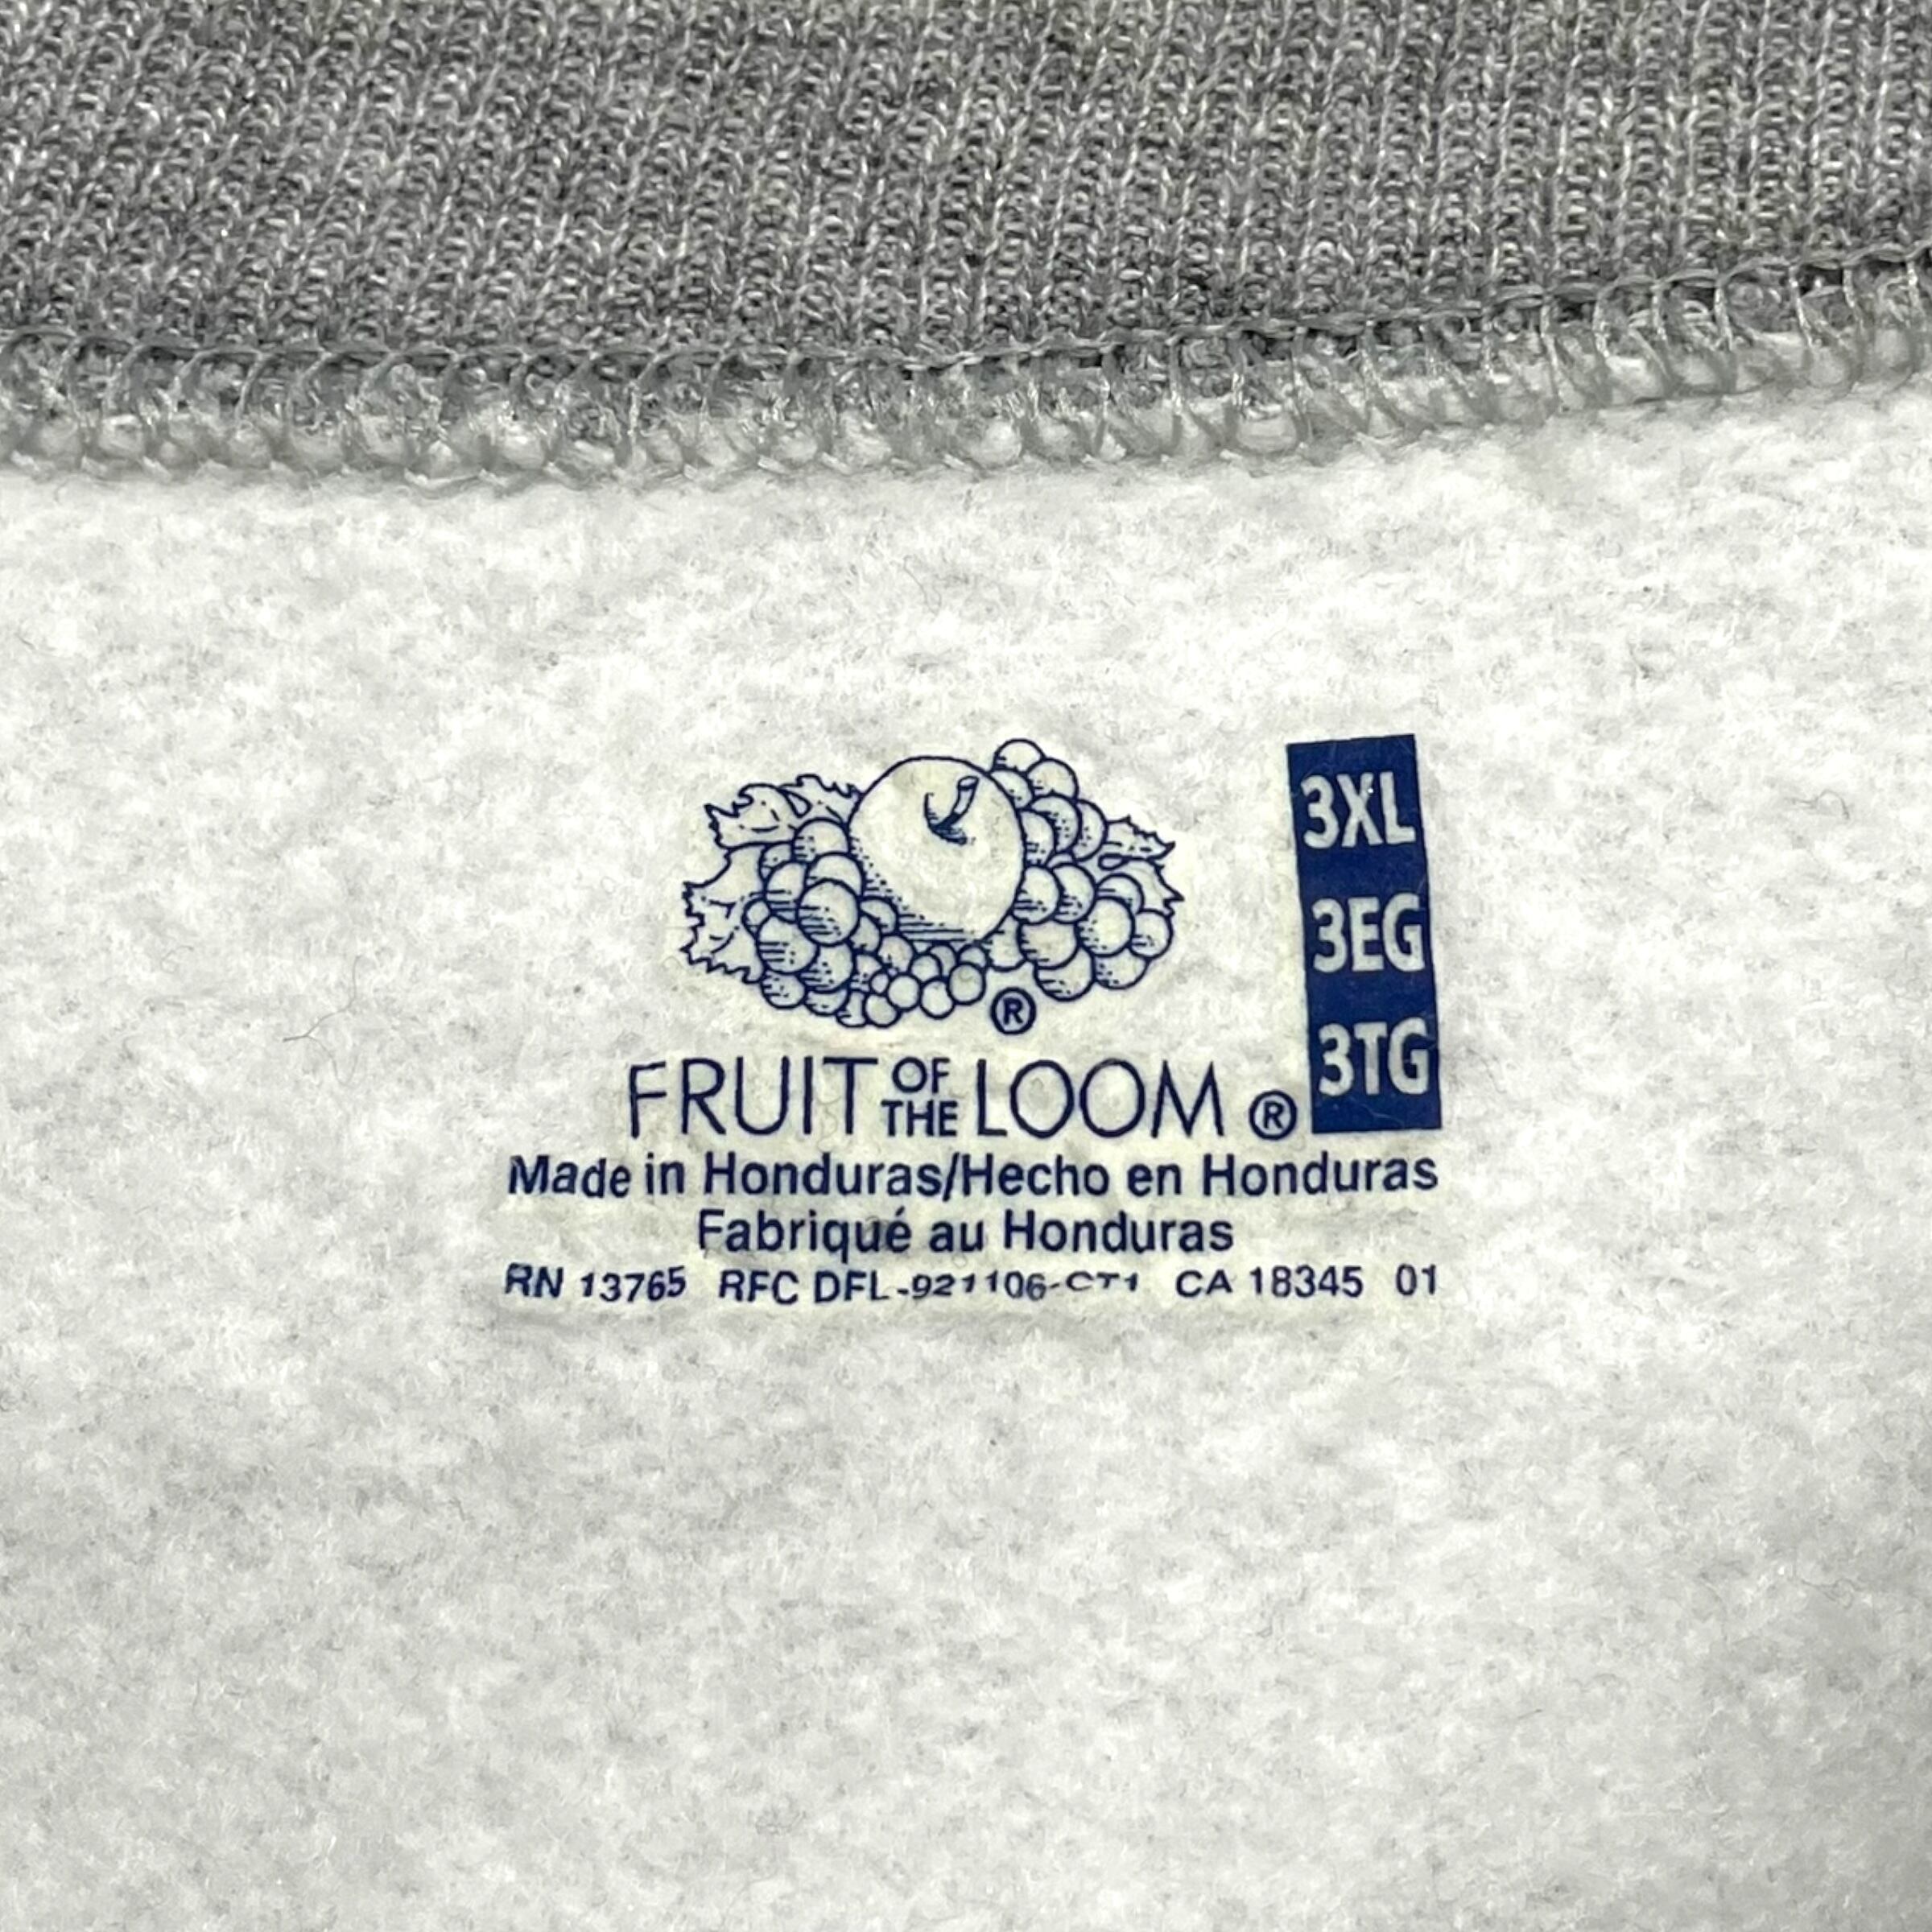 ®
FRUIT OF THE LOOM ®
3XL
3EG
3TG
Made in Honduras/Hecho en Honduras
Fabriqué au Honduras
RN 13765 RFC DFL-921106-CT1 CA 18345 01